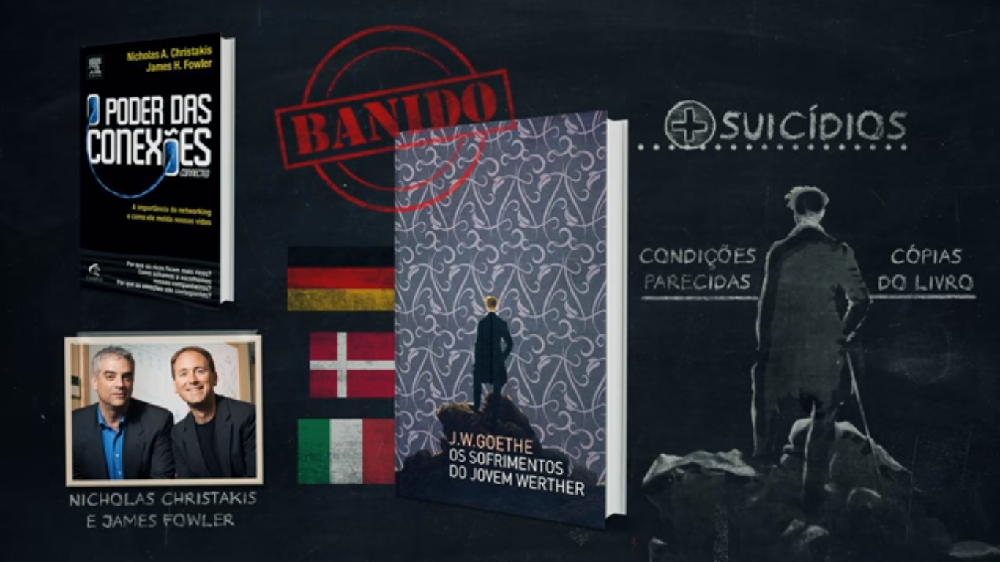 Nicholas A. Christakis
James H. Fowler
O PODER DAS
CONEXÕES
CONNECTED
A importância do networking
e como ele molda nossas vidas
Por que os ricos ficam mais ricos?
Como achamos e escolhemos
nossos companheiros?
Por que as emoções são contagiantes?
NICHOLAS CHRISTAKIS
E JAMES FOWLER
BANIDO
J.W.GOETHE
OS SOFRIMENTOS
DO JOVEM WERTHER
+ SUICÍDIOS
CONDIÇÕES
PARECIDAS
CÓPIAS
DO LIVRO